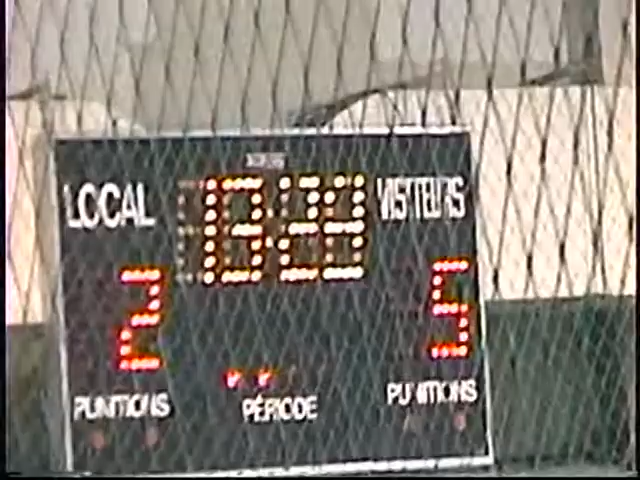 LOCAL VISITEURS
2 5
PÉRIODE
PUNITIONS PUNITIONS